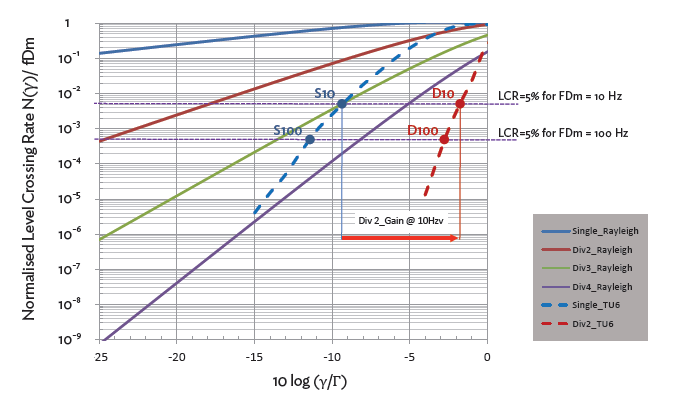 Normalised Level Crossing Rate N(γ)/ fDm
1
10⁻¹
10⁻²
10⁻³
10⁻⁴
10⁻⁵
10⁻⁶
10⁻⁷
10⁻⁸
10⁻⁹
25
-20
-15
-10
-5
0
10 log (γ/Γ)
S10
S100
D10
D100
LCR=5% for FDm = 10 Hz
LCR=5% for FDm = 100 Hz
Div 2_Gain @ 10Hzv
Single_Rayleigh
Div2_Rayleigh
Div3_Rayleigh
Div4_Rayleigh
Single_TU6
Div2_TU6